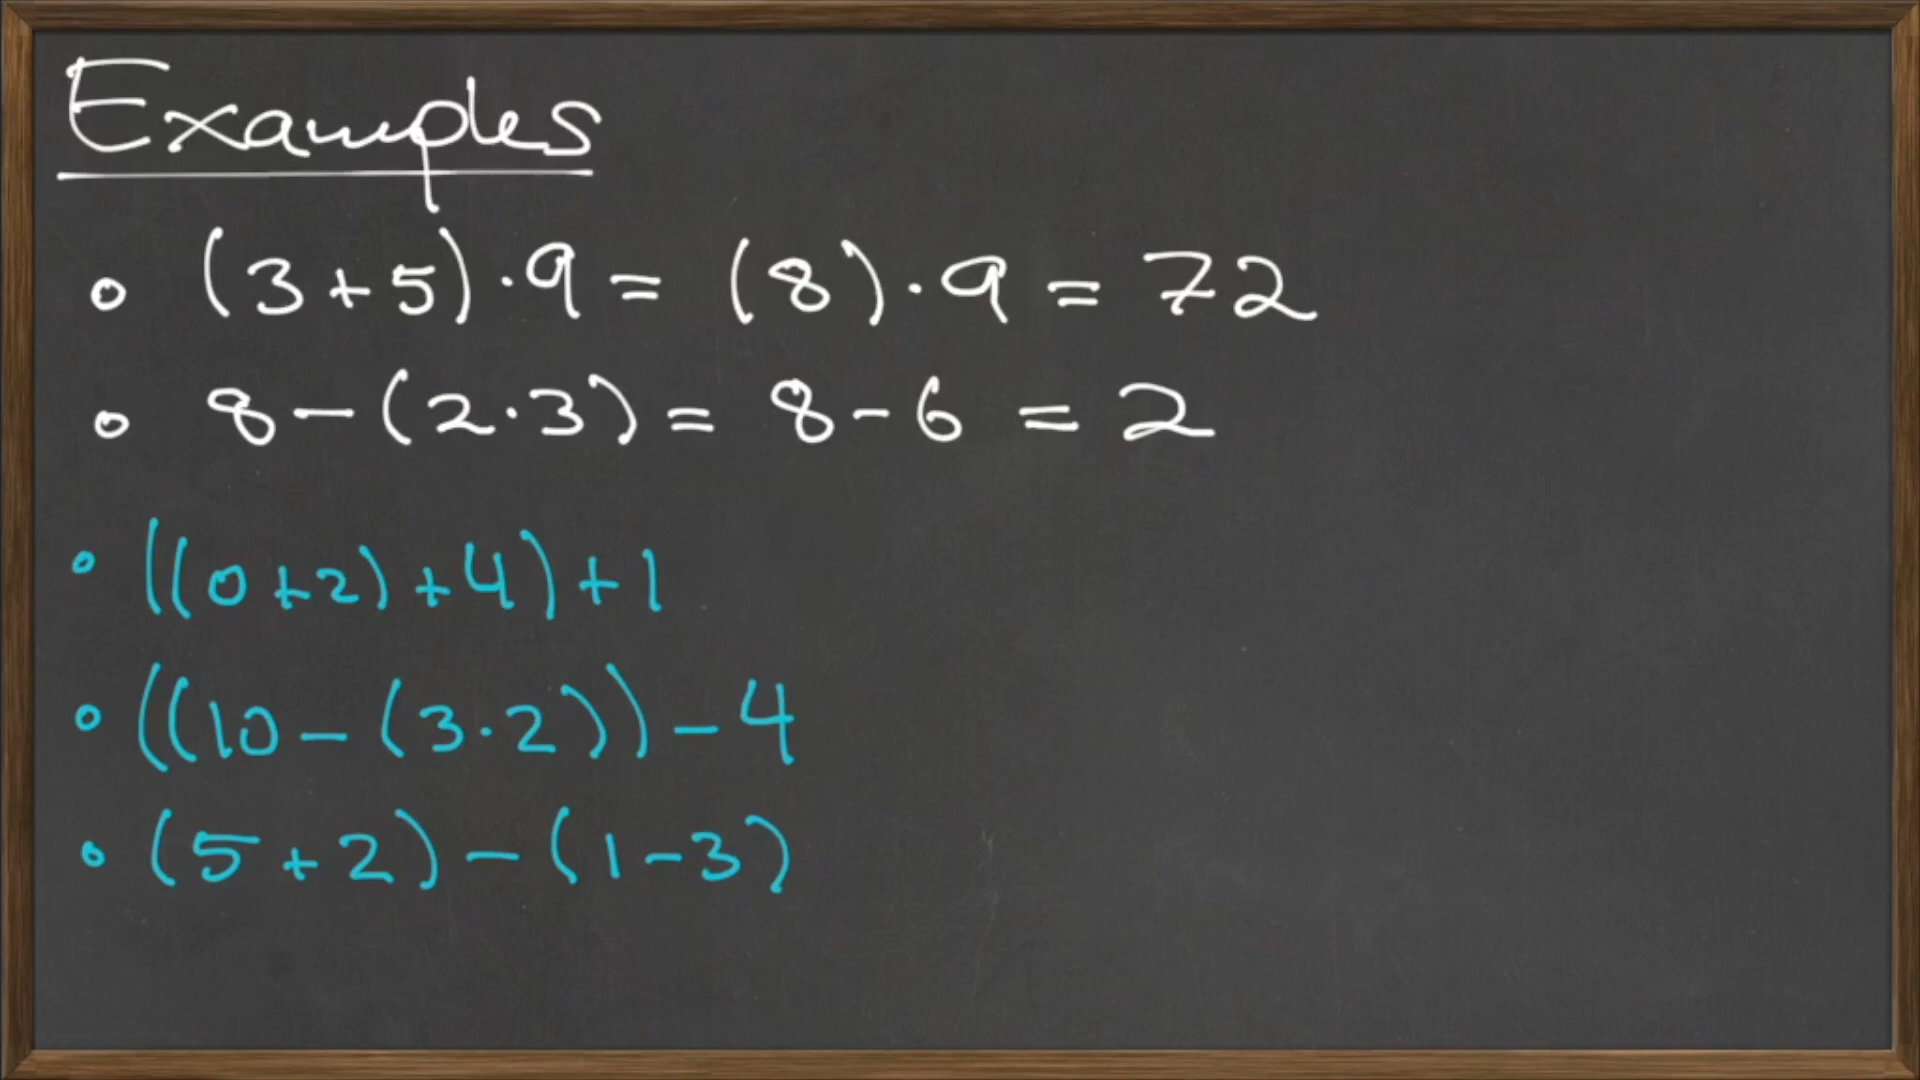 Examples
(3+5)·9 = (8)·9 = 72
8-(2·3) = 8-6 = 2
((0+2)+4)+1
((10-(3·2))-4
(5+2)-(1-3)